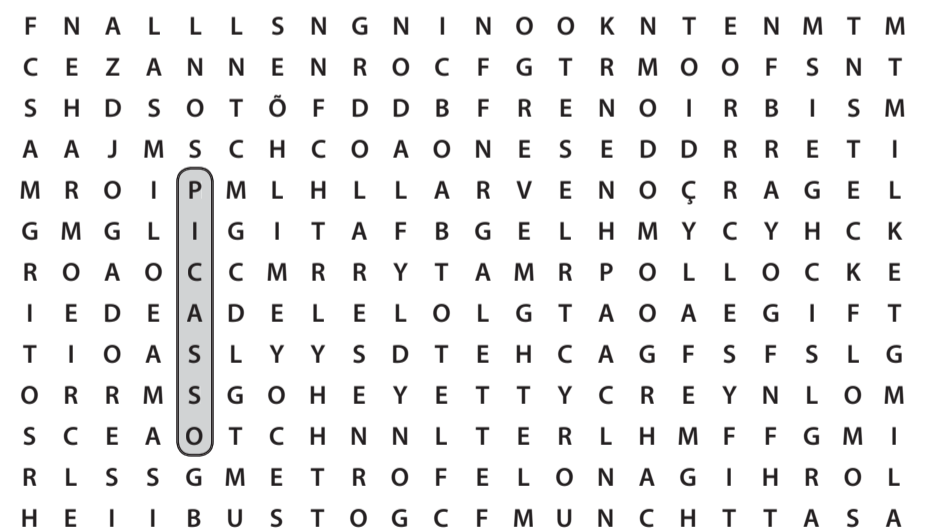 F N A L L L S N G N I N O O K N T E N M T M
C E Z A N N E N R O C F G T R M O O F S N T
S H D S O T Õ F D D B F R E N O I R B I S M
A A J M S C H C O A O N E S E D D R R E T I
M R O I P M L H L L A R V E N O Ç R A G E L
G M G L I G I T A F B G E L H M Y C Y H C K
R O A O C C M R R Y T A M R P O L L O C K E
I E D E A D E L E L O L G T A O A E G I F T
T I O A S L Y Y S D T E H C A G F S F S L G
O R R M S G O H E Y E T T Y C R E Y N L O M
S C E A O T C H N N L T E R L H M F F G M I
R L S S G M E T R O F E L O N A G I H R O L
H E I I B U S T O G C F M U N C H T T A S A